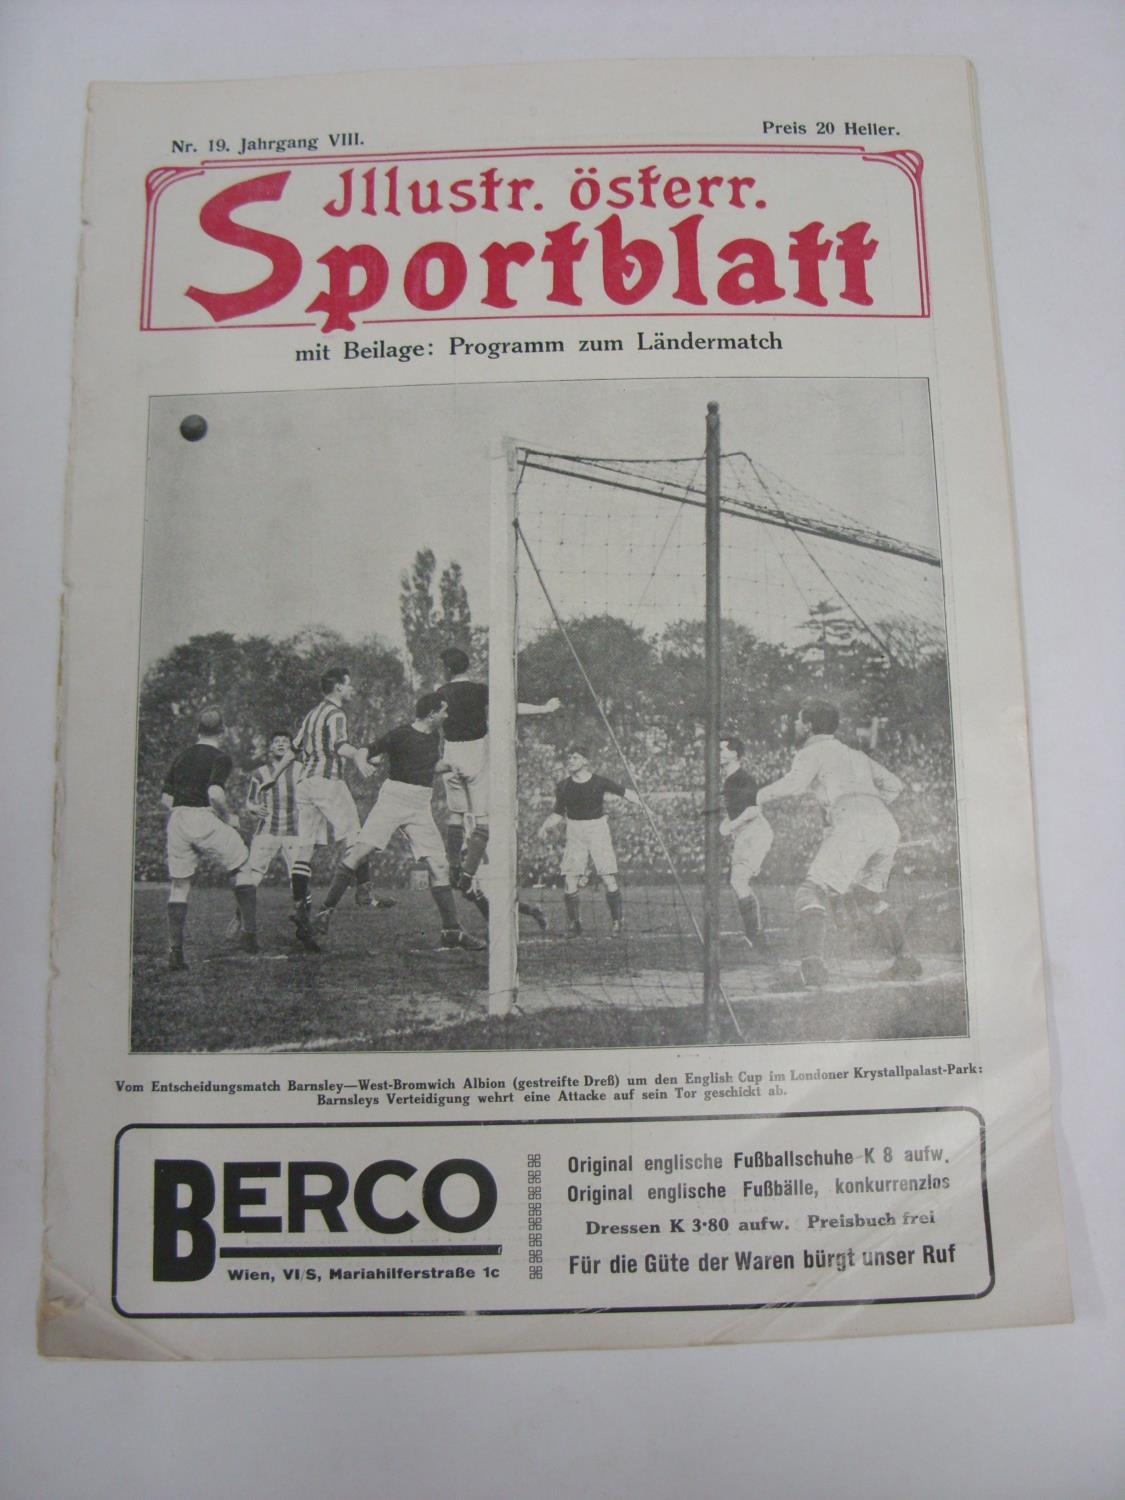 Nr. 19. Jahrgang VIII.
Preis 20 Heller.
Jllustr. österr.
Sportblatt
mit Beilage: Programm zum Ländermatch
Vom Entscheidungsmatch Barnsley—West-Bromwich Albion (gestreifte Dreß) um den English Cup im Londoner Krystallpalast-Park:
Barnsleys Verteidigung wehrt eine Attacke auf sein Tor geschickt ab.
BERCO
Wien, VI/S, Mariahilferstraße 1c
Original englische Fußballschuhe K 8 aufw.
Original englische Fußbälle, konkurrenzlos
Dressen K 3·80 aufw. Preisbuch frei
Für die Güte der Waren bürgt unser Ruf